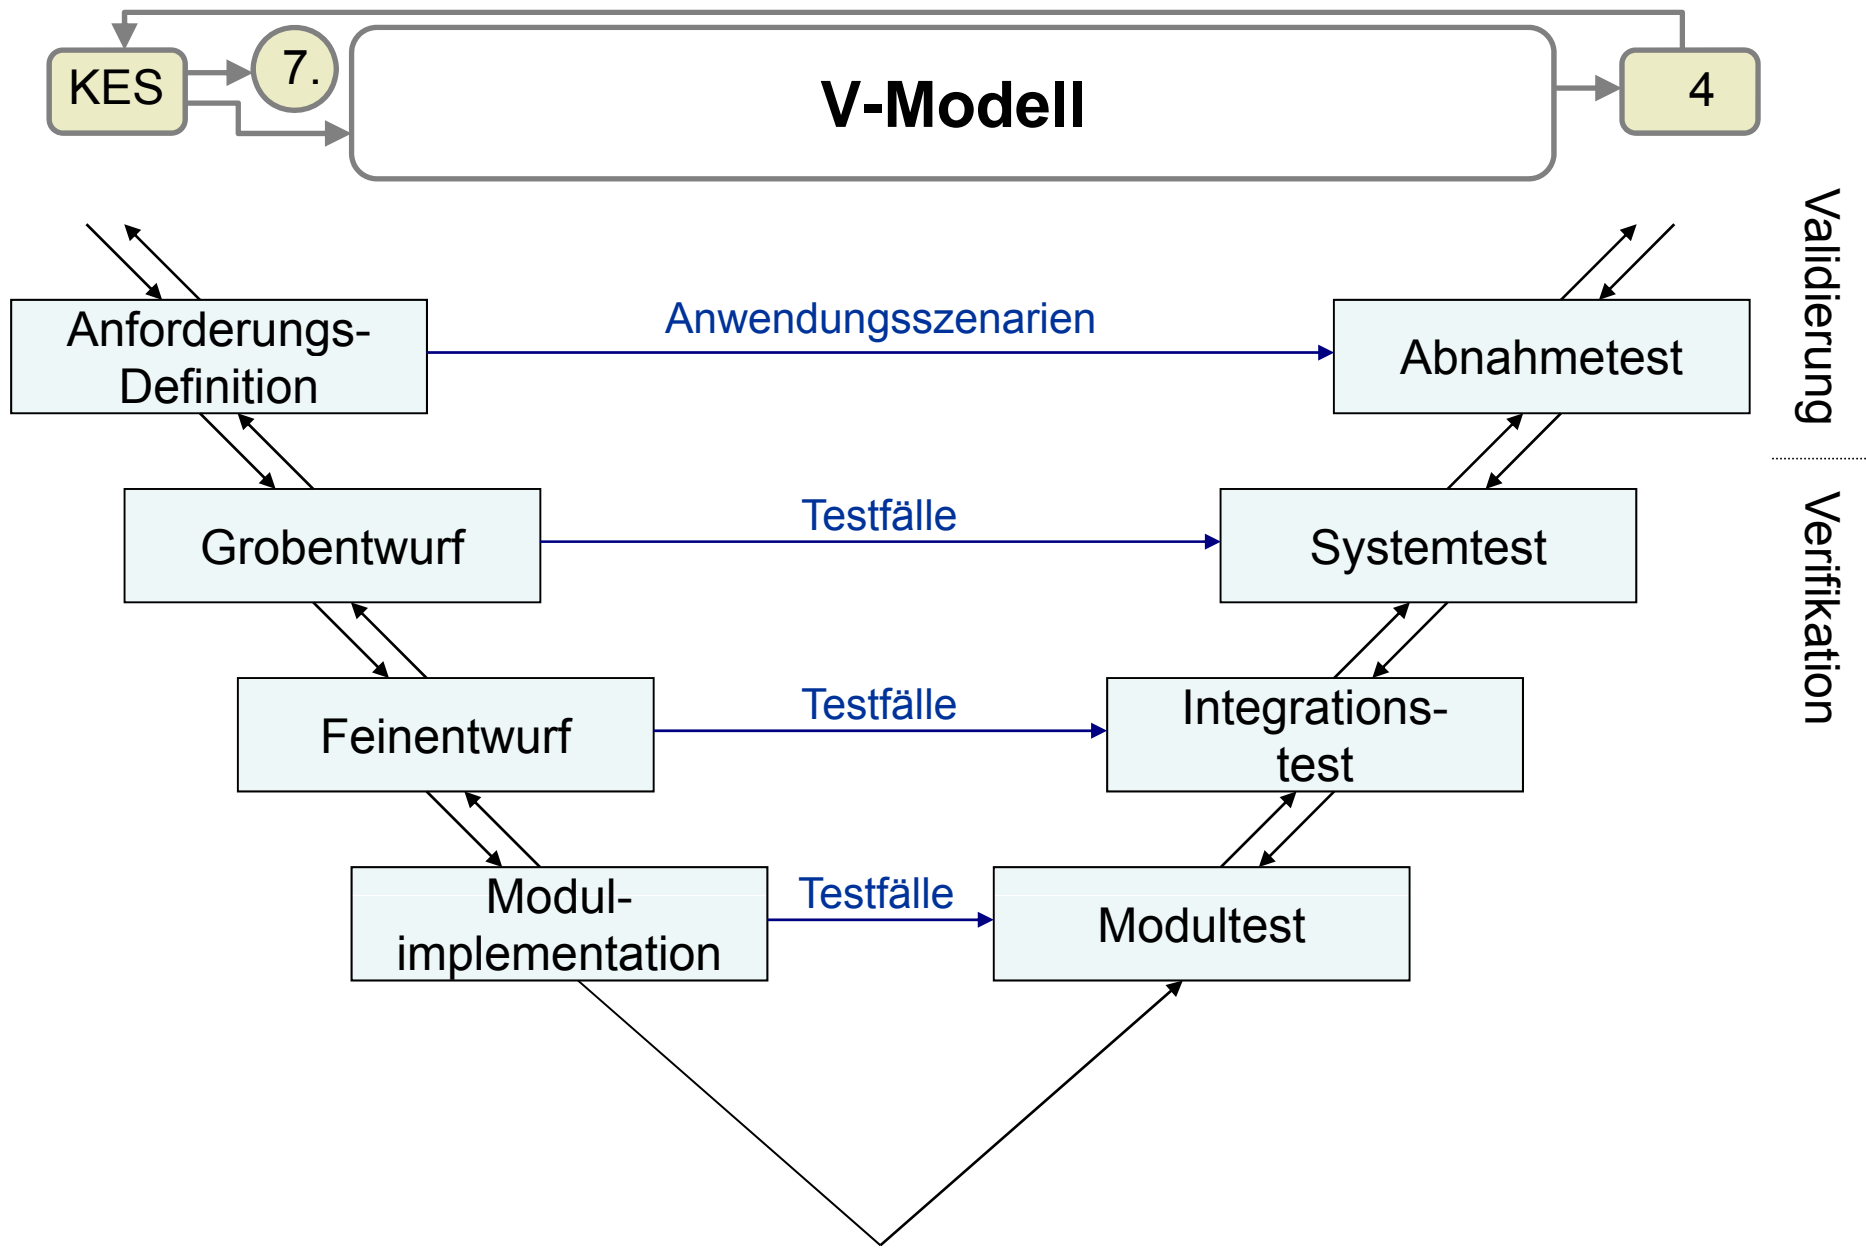 KES
7.
V-Modell
4
Validierung
Anforderungs-
Definition
Anwendungsszenarien
Abnahmetest
Grobentwurf
Testfälle
Systemtest
Verifikation
Feinentwurf
Testfälle
Integrations-
test
Modul-
implementation
Testfälle
Modultest